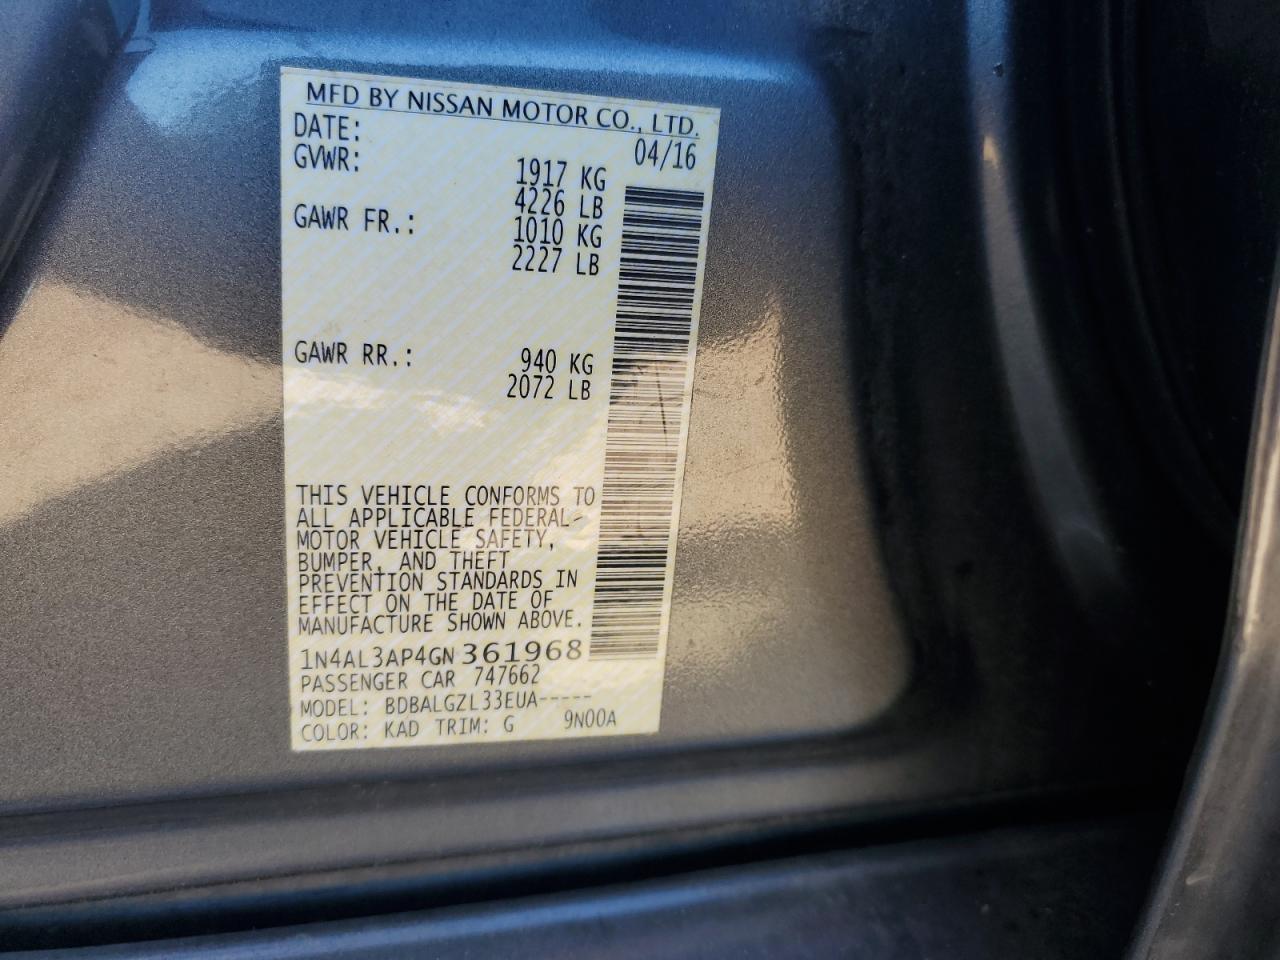 MFD BY NISSAN MOTOR CO., LTD.
DATE: 04/16
GVWR: 1917 KG
4226 LB
GAWR FR.: 1010 KG
2227 LB
GAWR RR.: 940 KG
2072 LB
THIS VEHICLE CONFORMS TO
ALL APPLICABLE FEDERAL
MOTOR VEHICLE SAFETY,
BUMPER, AND THEFT
PREVENTION STANDARDS IN
EFFECT ON THE DATE OF
MANUFACTURE SHOWN ABOVE.
1N4AL3AP4GN361968
PASSENGER CAR 747662
MODEL: BDBALGZL33EUA-----
COLOR: KAD TRIM: G 9N00A